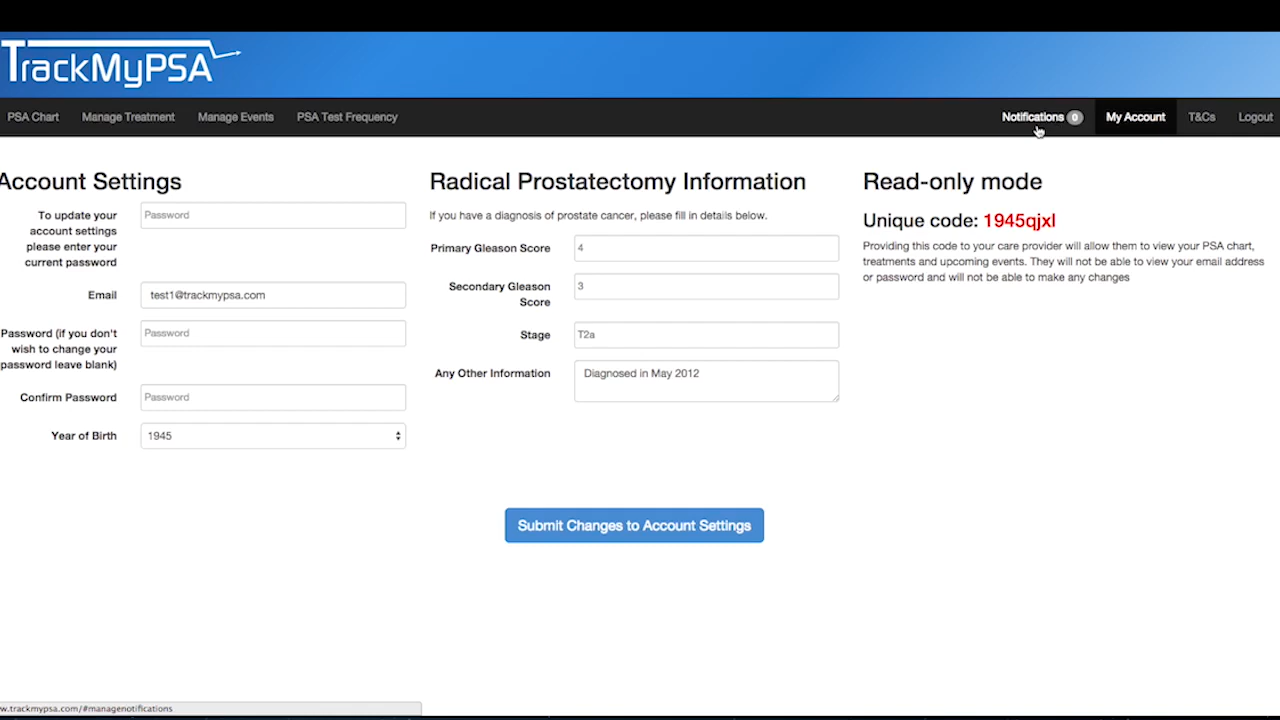 TrackMyPSA
PSA Chart Manage Treatment Manage Events PSA Test Frequency Notifications 0 My Account T&Cs Logout
Account Settings
To update your
account settings
please enter your
current password
Password
Email
test1@trackmypsa.com
Password (if you don't
wish to change your
password leave blank)
Password
Confirm Password
Password
Year of Birth
1945
Radical Prostatectomy Information
If you have a diagnosis of prostate cancer, please fill in details below.
Primary Gleason Score
4
Secondary Gleason
Score
3
Stage
T2a
Any Other Information
Diagnosed in May 2012
Read-only mode
Unique code: 1945qjxl
Providing this code to your care provider will allow them to view your PSA chart,
treatments and upcoming events. They will not be able to view your email address
or password and will not be able to make any changes
Submit Changes to Account Settings
w.trackmypsa.com/#managenotifications